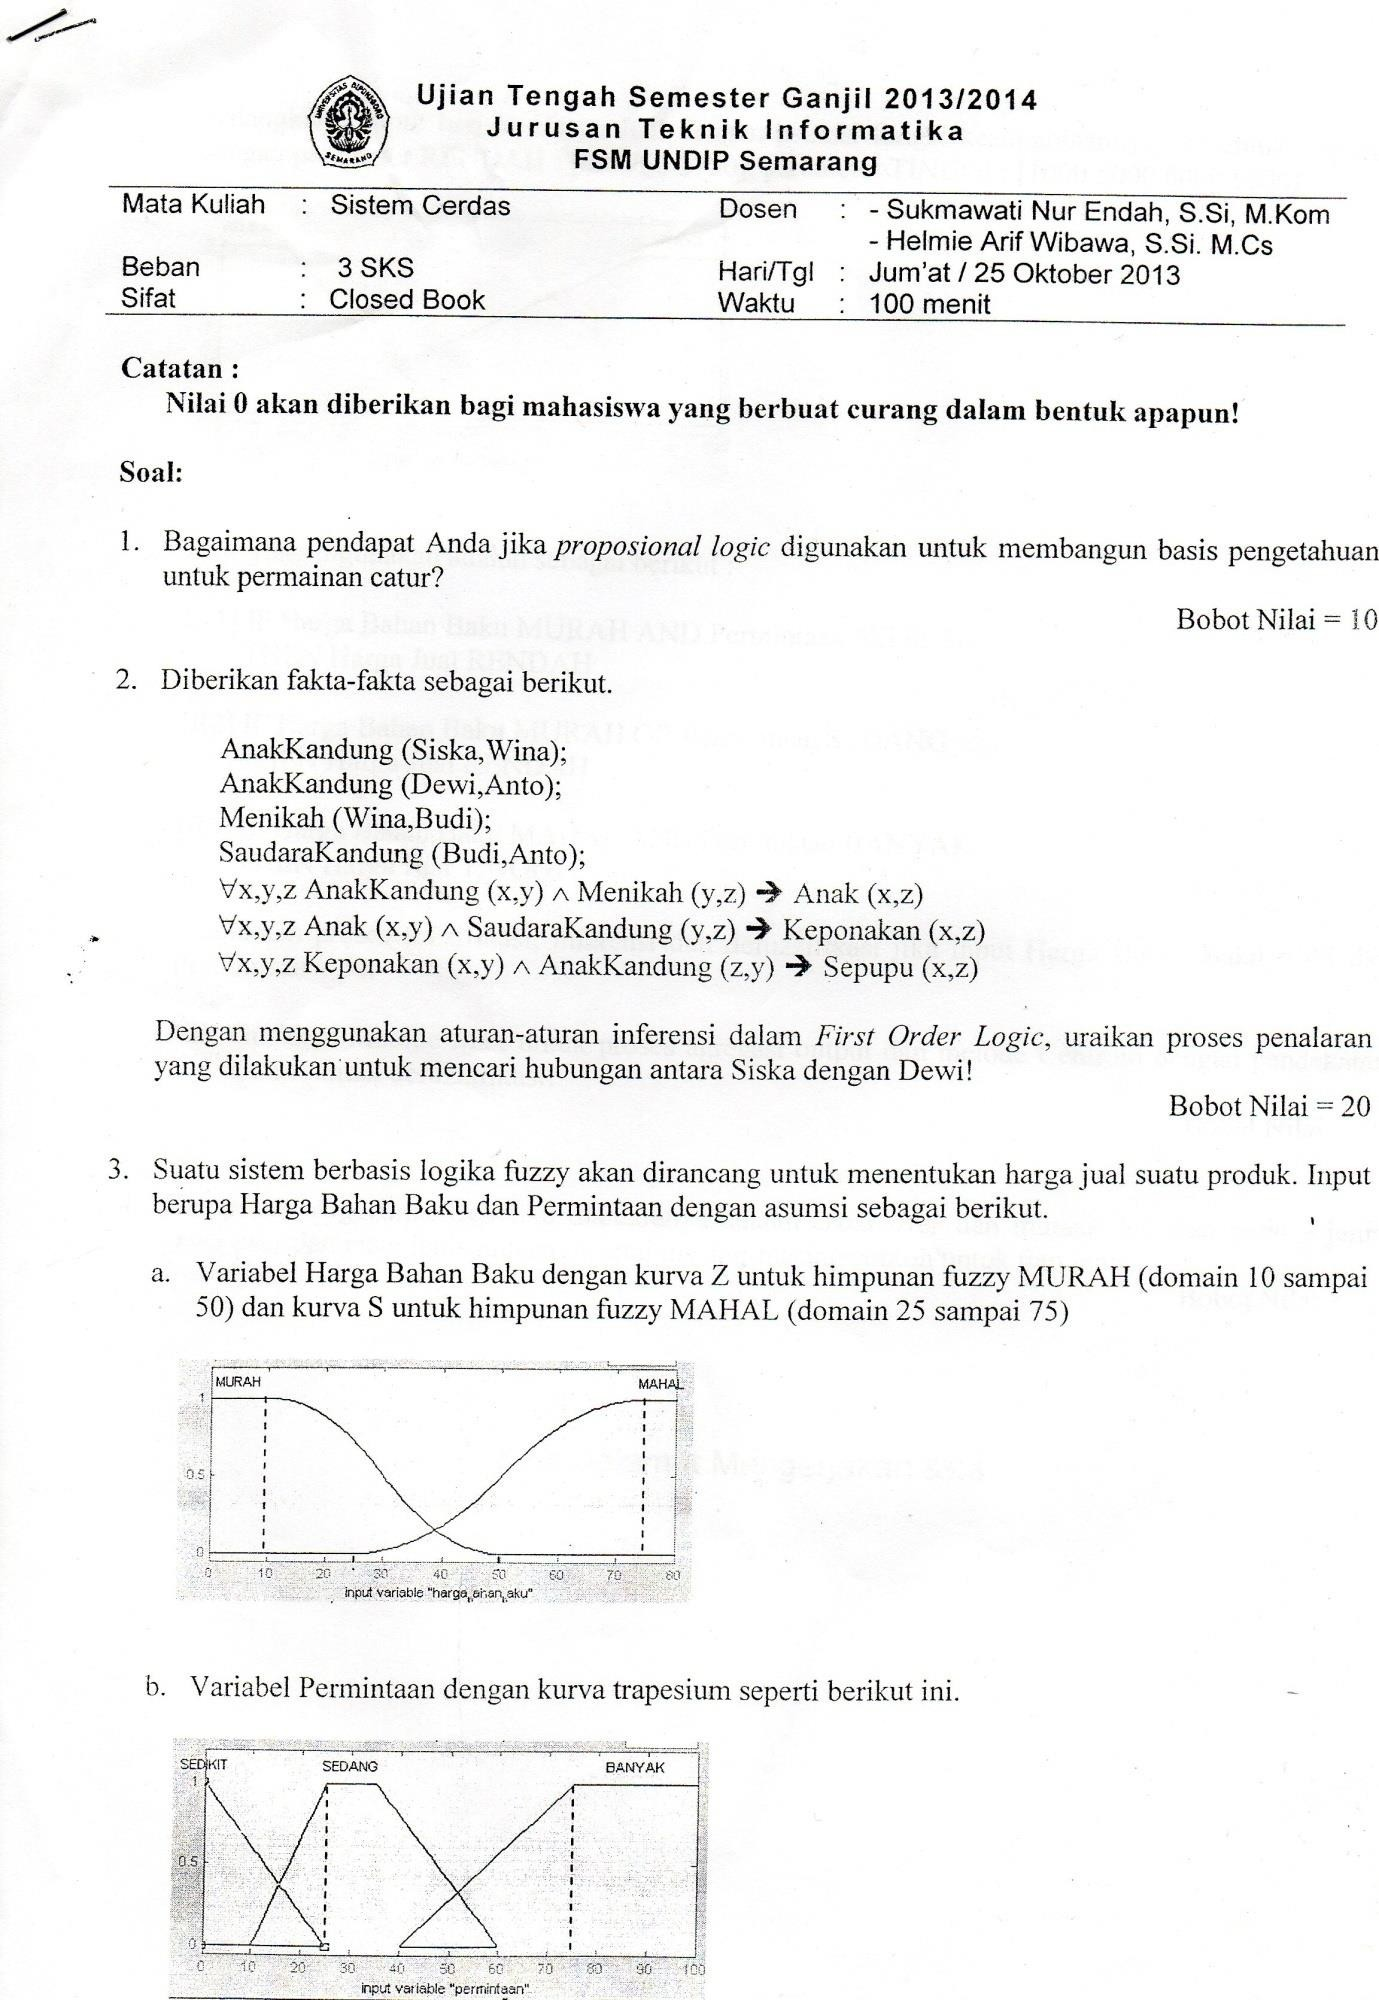 UNIVERSITAS DIPONEGORO
SEMARANG
Ujian Tengah Semester Ganjil 2013/2014
Jurusan Teknik Informatika
FSM UNDIP Semarang
Mata Kuliah : Sistem Cerdas Dosen : - Sukmawati Nur Endah, S.Si, M.Kom
- Helmie Arif Wibawa, S.Si. M.Cs
Beban : 3 SKS Hari/Tgl : Jum'at / 25 Oktober 2013
Sifat : Closed Book Waktu : 100 menit
Catatan :
Nilai 0 akan diberikan bagi mahasiswa yang berbuat curang dalam bentuk apapun!
Soal:
1. Bagaimana pendapat Anda jika proposional logic digunakan untuk membangun basis pengetahuan
untuk permainan catur?
Bobot Nilai = 10
2. Diberikan fakta-fakta sebagai berikut.
AnakKandung (Siska,Wina);
AnakKandung (Dewi,Anto);
Menikah (Wina,Budi);
SaudaraKandung (Budi,Anto);
∀x,y,z AnakKandung (x,y) ∧ Menikah (y,z) ➔ Anak (x,z)
∀x,y,z Anak (x,y) ∧ SaudaraKandung (y,z) ➔ Keponakan (x,z)
∀x,y,z Keponakan (x,y) ∧ AnakKandung (z,y) ➔ Sepupu (x,z)
Dengan menggunakan aturan-aturan inferensi dalam First Order Logic, uraikan proses penalaran
yang dilakukan untuk mencari hubungan antara Siska dengan Dewi!
Bobot Nilai = 20
3. Suatu sistem berbasis logika fuzzy akan dirancang untuk menentukan harga jual suatu produk. Input
berupa Harga Bahan Baku dan Permintaan dengan asumsi sebagai berikut.
a. Variabel Harga Bahan Baku dengan kurva Z untuk himpunan fuzzy MURAH (domain 10 sampai
50) dan kurva S untuk himpunan fuzzy MAHAL (domain 25 sampai 75)
MURAH MAHAL
1
0.5
0
0 10 20 30 40 50 60 70 80
input variable "harga_bahan_baku"
b. Variabel Permintaan dengan kurva trapesium seperti berikut ini.
SEDIKIT SEDANG BANYAK
1
0.5
0
0 10 20 30 40 50 60 70 80 90 100
input variable "permintaan"